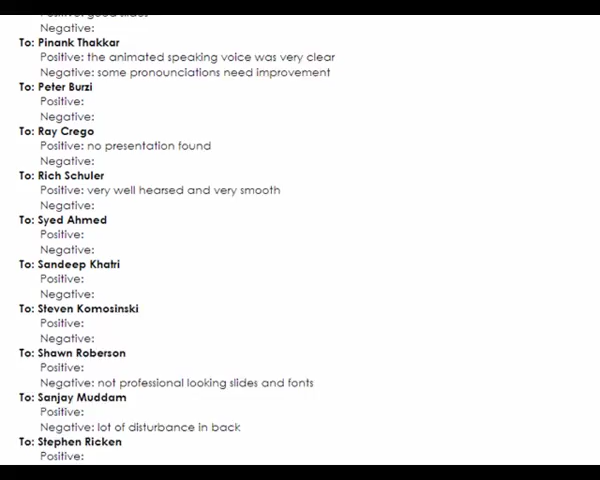 Positive: good slides
Negative:
To: Pinank Thakkar
Positive: the animated speaking voice was very clear
Negative: some pronounciations need improvement
To: Peter Burzi
Positive:
Negative:
To: Ray Crego
Positive: no presentation found
Negative:
To: Rich Schuler
Positive: very well hearsed and very smooth
Negative:
To: Syed Ahmed
Positive:
Negative:
To: Sandeep Khatri
Positive:
Negative:
To: Steven Komosinski
Positive:
Negative:
To: Shawn Roberson
Positive:
Negative: not professional looking slides and fonts
To: Sanjay Muddam
Positive:
Negative: lot of disturbance in back
To: Stephen Ricken
Positive: